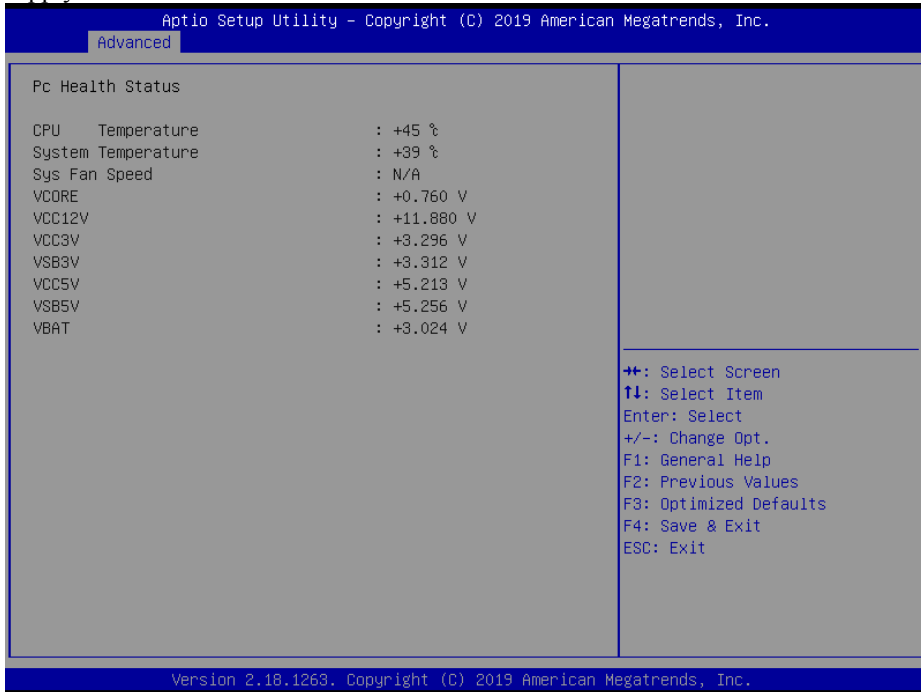 Aptio Setup Utility – Copyright (C) 2019 American Megatrends, Inc.
Advanced
Pc Health Status
CPU Temperature : +45 ℃
System Temperature : +39 ℃
Sys Fan Speed : N/A
VCORE : +0.760 V
VCC12V : +11.880 V
VCC3V : +3.296 V
VSB3V : +3.312 V
VCC5V : +5.213 V
VSB5V : +5.256 V
VBAT : +3.024 V
→←: Select Screen
↑↓: Select Item
Enter: Select
+/-: Change Opt.
F1: General Help
F2: Previous Values
F3: Optimized Defaults
F4: Save & Exit
ESC: Exit
Version 2.18.1263. Copyright (C) 2019 American Megatrends, Inc.